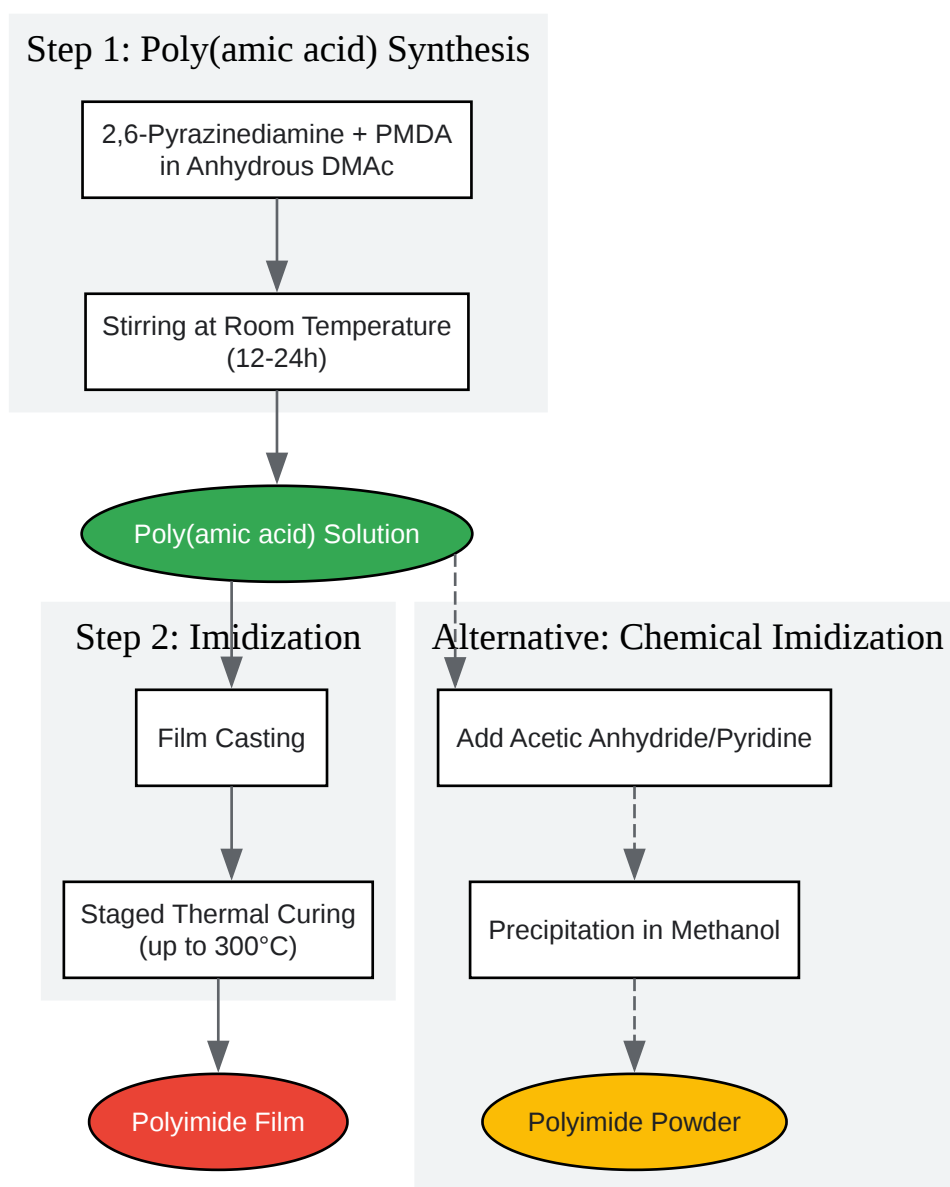 Step 1: Poly(amic acid) Synthesis
2,6-Pyrazinediamine + PMDA
in Anhydrous DMAc
Stirring at Room Temperature
(12-24h)
Poly(amic acid) Solution
Step 2: Imidization
Film Casting
Staged Thermal Curing
(up to 300°C)
Polyimide Film
Alternative: Chemical Imidization
Add Acetic Anhydride/Pyridine
Precipitation in Methanol
Polyimide Powder